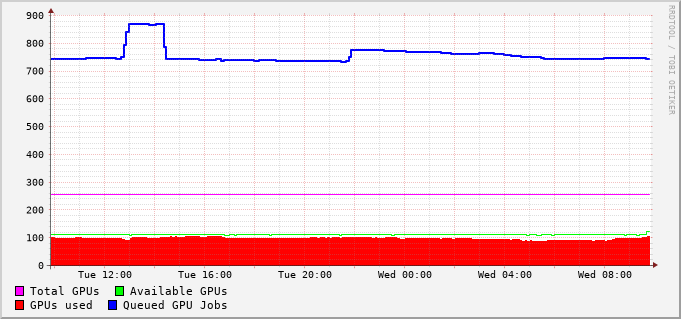 900
800
700
600
500
400
300
200
100
0
Tue 12:00 Tue 16:00 Tue 20:00 Wed 00:00 Wed 04:00 Wed 08:00
Total GPUs Available GPUs
GPUs used Queued GPU Jobs
RRDTOOL / TOBI OETIKER